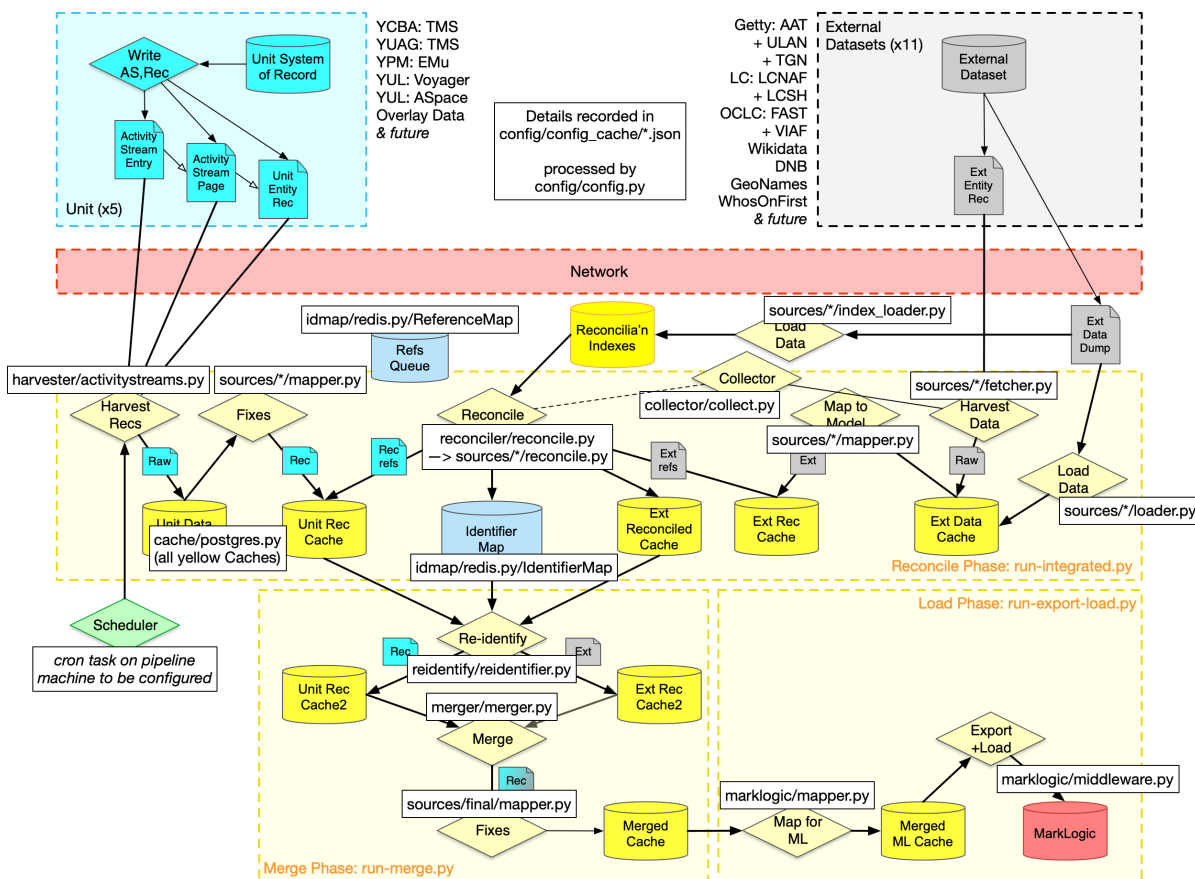 Write
AS,Rec
Unit System
of Record
Activity
Stream
Entry
Activity
Stream
Page
Unit
Entity
Rec
Unit (x5)
YCBA: TMS
YUAG: TMS
YPM: EMu
YUL: Voyager
YUL: ASpace
Overlay Data
& future
Details recorded in
config/config_cache/*.json
processed by
config/config.py
Getty: AAT
+ ULAN
+ TGN
LC: LCNAF
+ LCSH
OCLC: FAST
+ VIAF
Wikidata
DNB
GeoNames
WhosOnFirst
& future
External
Datasets (x11)
External
Dataset
Ext
Entity
Rec
Network
idmap/redis.py/ReferenceMap
Refs
Queue
Reconcilia'n
Indexes
sources/*/index_loader.py
Load
Data
Ext
Data
Dump
harvester/activitystreams.py
Harvest
Recs
sources/*/mapper.py
Fixes
Reconcile
Collector
collector/collect.py
Map to
Model
sources/*/mapper.py
sources/*/fetcher.py
Harvest
Data
Raw
Rec
Rec
refs
reconciler/reconcile.py
—> sources/*/reconcile.py
Ext
refs
Ext
Raw
Load
Data
sources/*/loader.py
Unit Data
cache/postgres.py
(all yellow Caches)
Unit Rec
Cache
Identifier
Map
idmap/redis.py/IdentifierMap
Ext
Reconciled
Cache
Ext Rec
Cache
Ext Data
Cache
Reconcile Phase: run-integrated.py
Scheduler
cron task on pipeline
machine to be configured
Re-identify
Rec
Ext
reidentify/reidentifier.py
Unit Rec
Cache2
Ext Rec
Cache2
merger/merger.py
Merge
Rec
sources/final/mapper.py
Fixes
Merged
Cache
Merge Phase: run-merge.py
Load Phase: run-export-load.py
marklogic/mapper.py
Map for
ML
Merged
ML Cache
Export
+Load
marklogic/middleware.py
MarkLogic